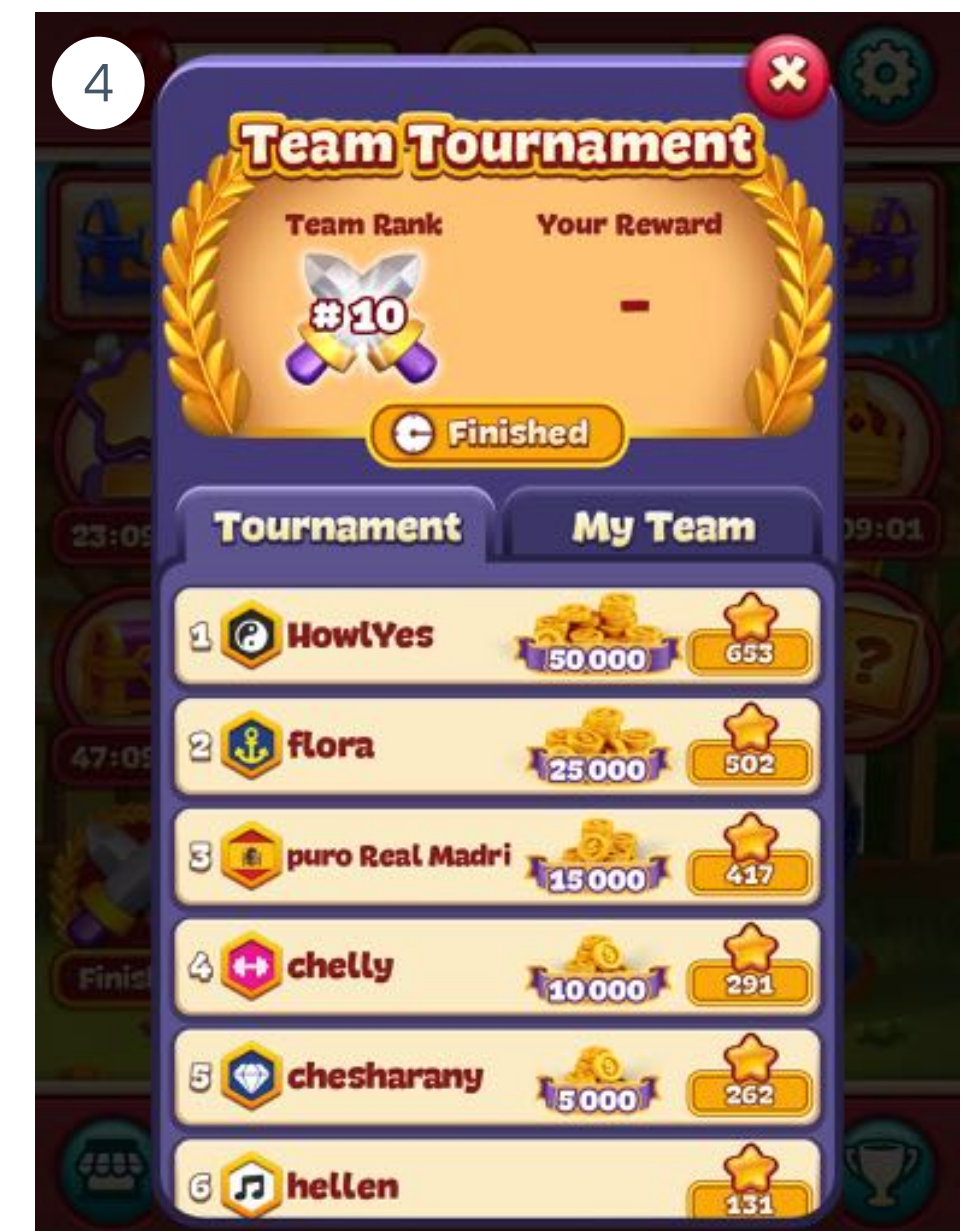 4
Team Tournament
Team Rank
Your Reward
#10
-
Finished
Tournament
My Team
23:09
09:01
1 HowlYes 50 000 653
2 flora 25 000 502
3 puro Real Madri 15 000 417
47:09
4 chelly 10 000 291
Finis
5 chesharany 5 000 262
6 hellen 131